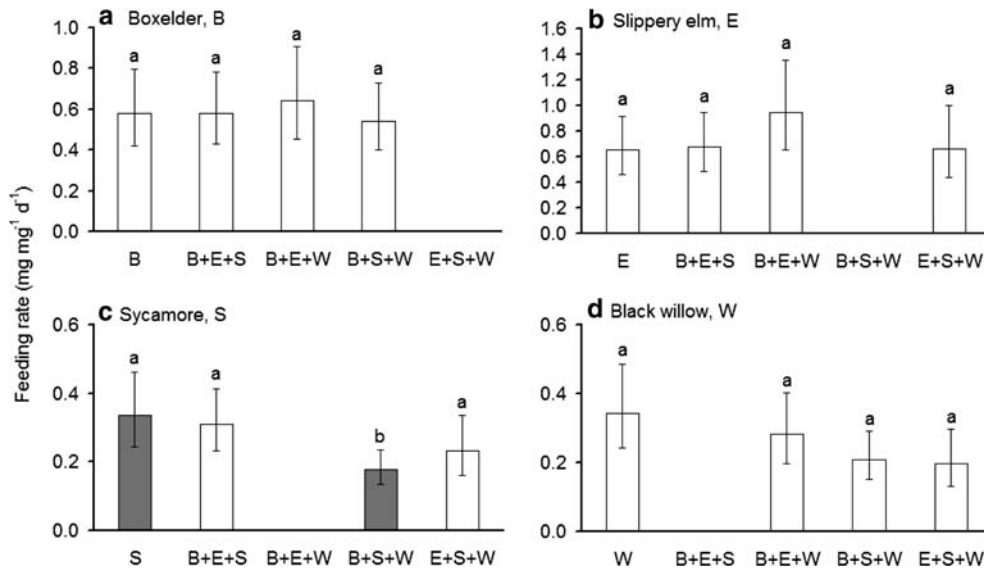 a Boxelder, B
1.0
0.8
0.6
0.4
0.2
0.0
a a a a
B B+E+S B+E+W B+S+W E+S+W
b Slippery elm, E
1.6
1.4
1.2
1.0
0.8
0.6
0.4
0.2
0.0
a a a a
E B+E+S B+E+W B+S+W E+S+W
Feeding rate (mg mg⁻¹ d⁻¹)
c Sycamore, S
0.6
0.4
0.2
0.0
a a b a
S B+E+S B+E+W B+S+W E+S+W
d Black willow, W
0.6
0.4
0.2
0.0
a a a a
W B+E+S B+E+W B+S+W E+S+W